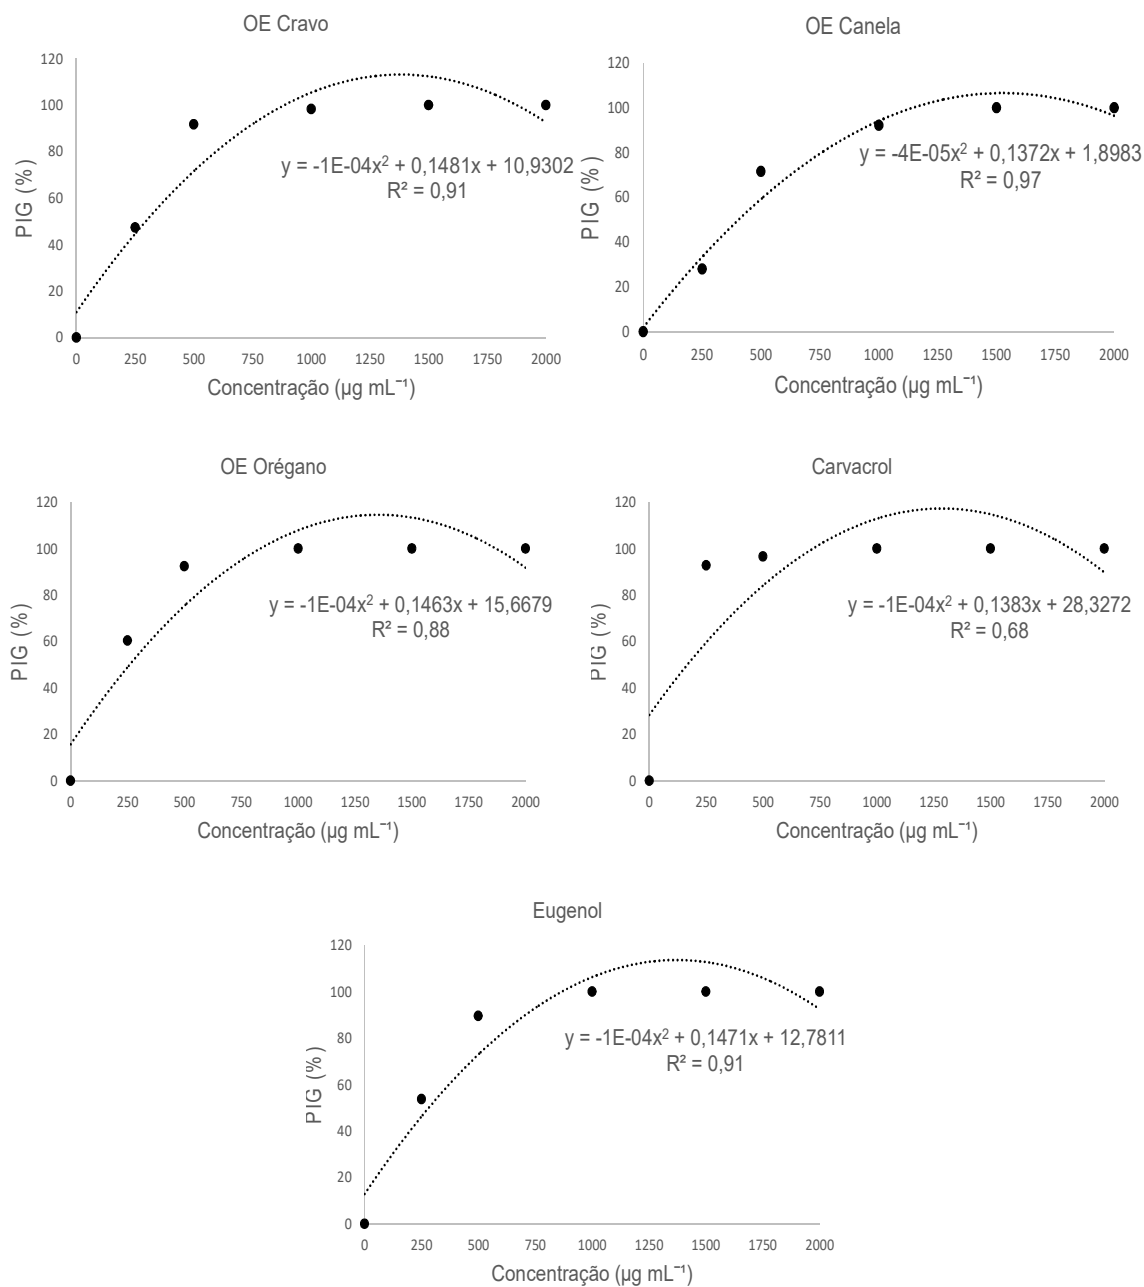 OE Cravo
120
100
80
60
40
20
0
PIG (%)
y = -1E-04x² + 0,1481x + 10,9302
R² = 0,91
0 250 500 750 1000 1250 1500 1750 2000
Concentração (µg mL⁻¹)
OE Canela
120
100
80
60
40
20
0
PIG (%)
y = -4E-05x² + 0,1372x + 1,8983
R² = 0,97
0 250 500 750 1000 1250 1500 1750 2000
Concentração (µg mL⁻¹)
OE Orégano
120
100
80
60
40
20
0
PIG (%)
y = -1E-04x² + 0,1463x + 15,6679
R² = 0,88
0 250 500 750 1000 1250 1500 1750 2000
Concentração (µg mL⁻¹)
Carvacrol
120
100
80
60
40
20
0
PIG (%)
y = -1E-04x² + 0,1383x + 28,3272
R² = 0,68
0 250 500 750 1000 1250 1500 1750 2000
Concentração (µg mL⁻¹)
Eugenol
120
100
80
60
40
20
0
PIG (%)
y = -1E-04x² + 0,1471x + 12,7811
R² = 0,91
0 250 500 750 1000 1250 1500 1750 2000
Concentração (µg mL⁻¹)